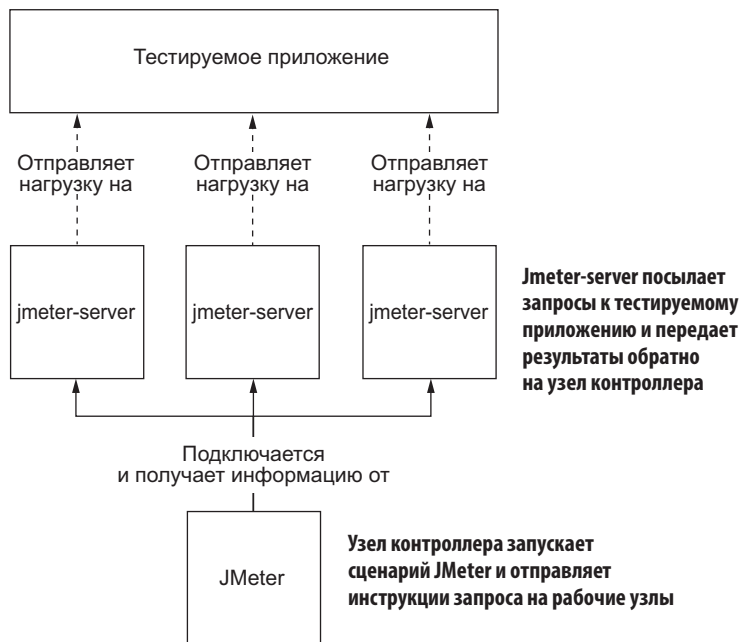 Тестируемое приложение
Отправляет
нагрузку на
Отправляет
нагрузку на
Отправляет
нагрузку на
jmeter-server
jmeter-server
jmeter-server
Jmeter-server посылает
запросы к тестируемому
приложению и передает
результаты обратно
на узел контроллера
Подключается
и получает информацию от
JMeter
Узел контроллера запускает
сценарий JMeter и отправляет
инструкции запроса на рабочие узлы